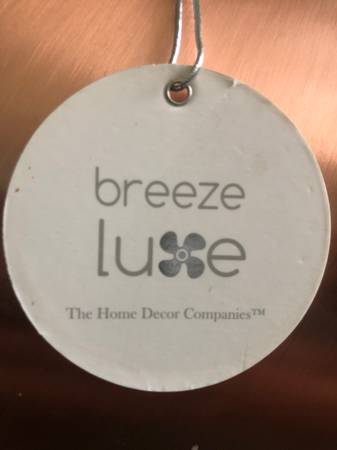 breeze
luxe
The Home Decor Companies™